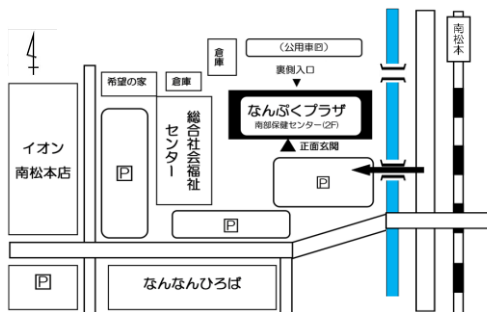 南松本
倉庫
(公用車P)
裏側入口
希望の家
倉庫
なんぷくプラザ
南部保健センター(2F)
正面玄関
総合社会福祉
センター
イオン
南松本店
P
P
P
P
なんなんひろば